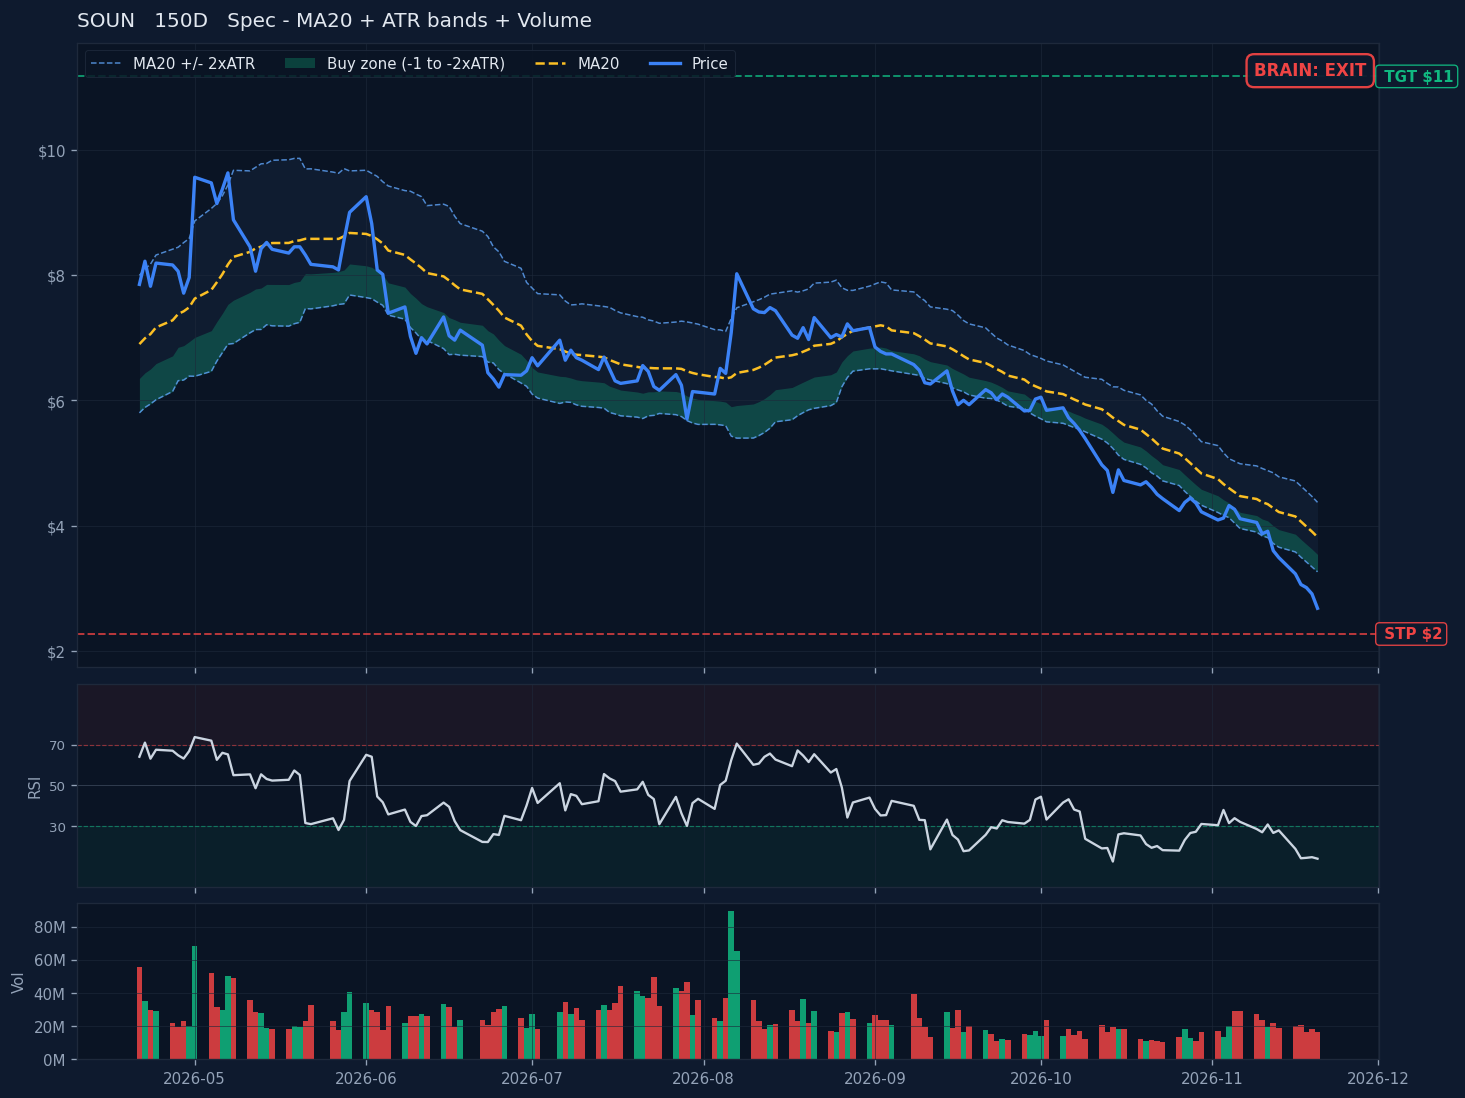 SOUN   150D   Spec - MA20 + ATR bands + Volume
MA20 +/- 2xATR
Buy zone (-1 to -2xATR)
MA20
Price
BRAIN: EXIT
TGT $11
$10
$8
$6
$4
$2
STP $2
70
50
30
RSI
80M
60M
40M
20M
0M
Vol
2026-05
2026-06
2026-07
2026-08
2026-09
2026-10
2026-11
2026-12